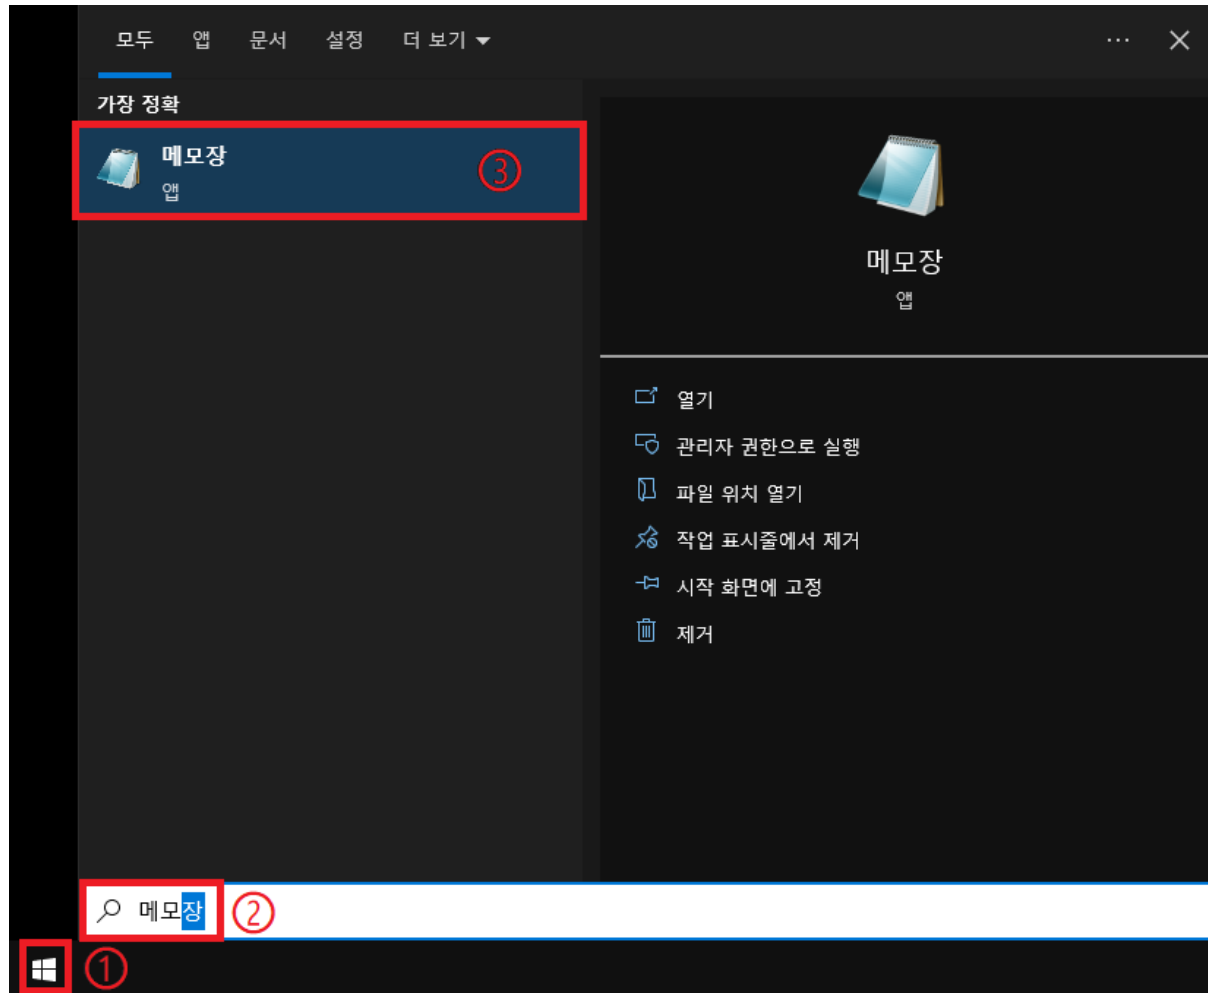 모두 앱 문서 설정 더 보기
가장 정확
메모장
앱
③
메모장
앱
열기
관리자 권한으로 실행
파일 위치 열기
작업 표시줄에서 제거
시작 화면에 고정
제거
메모장 ②
①